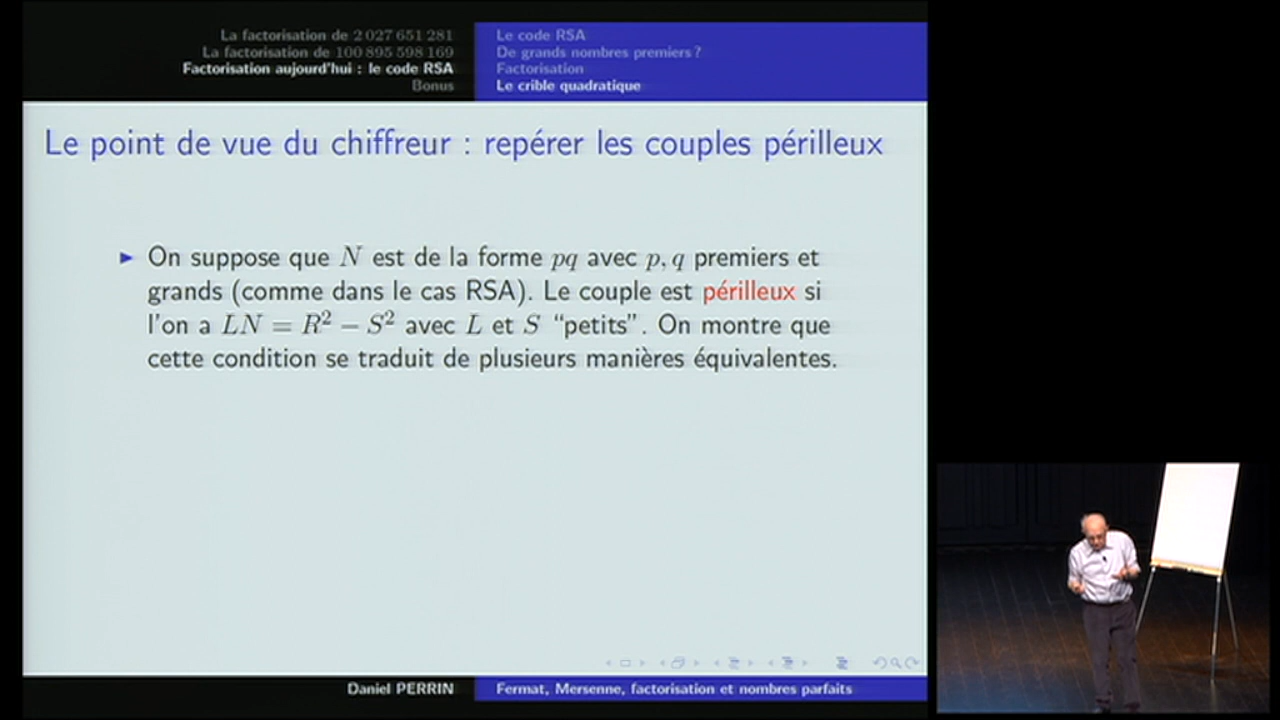 La factorisation de 2 027 651 281
La factorisation de 100 895 598 169
Factorisation aujourd'hui : le code RSA
Bonus
Le code RSA
De grands nombres premiers ?
Factorisation
Le crible quadratique
Le point de vue du chiffreur : repérer les couples périlleux
On suppose que N est de la forme pq avec p, q premiers et
grands (comme dans le cas RSA). Le couple est périlleux si
l'on a LN = R² − S² avec L et S “petits”. On montre que
cette condition se traduit de plusieurs manières équivalentes.
Daniel PERRIN
Fermat, Mersenne, factorisation et nombres parfaits